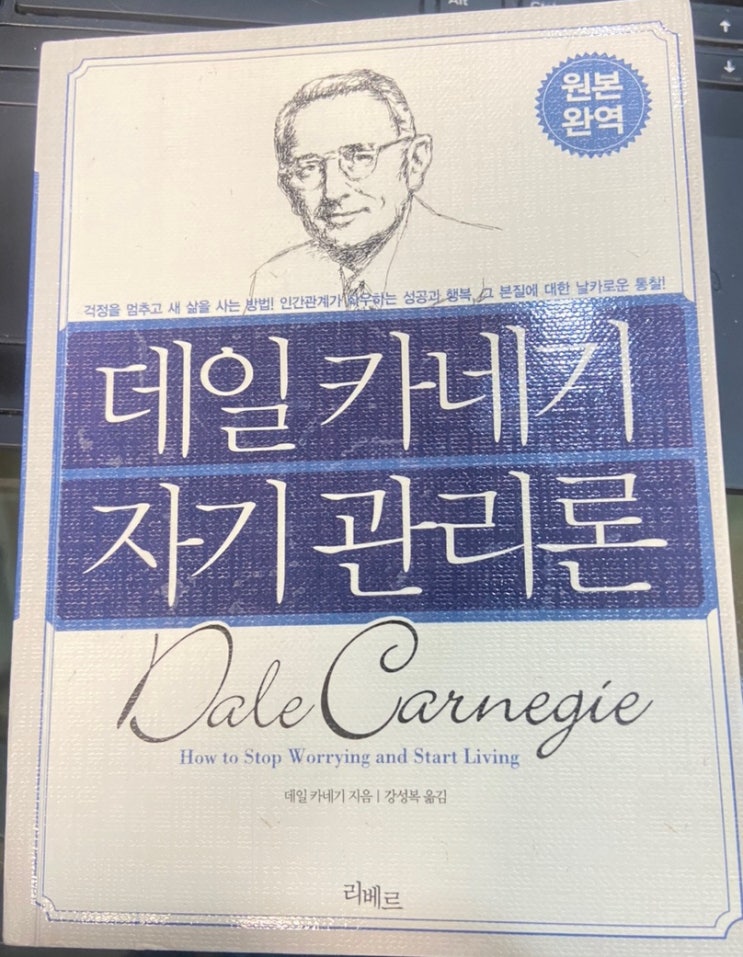 Alt
원본
완역
걱정을 멈추고 새 삶을 사는 방법! 인간관계가 좌우하는 성공과 행복, 그 본질에 대한 날카로운 통찰!
데일 카네기
자기 관리론
Dale Carnegie
How to Stop Worrying and Start Living
데일 카네기 지음 | 강성복 옮김
리베르